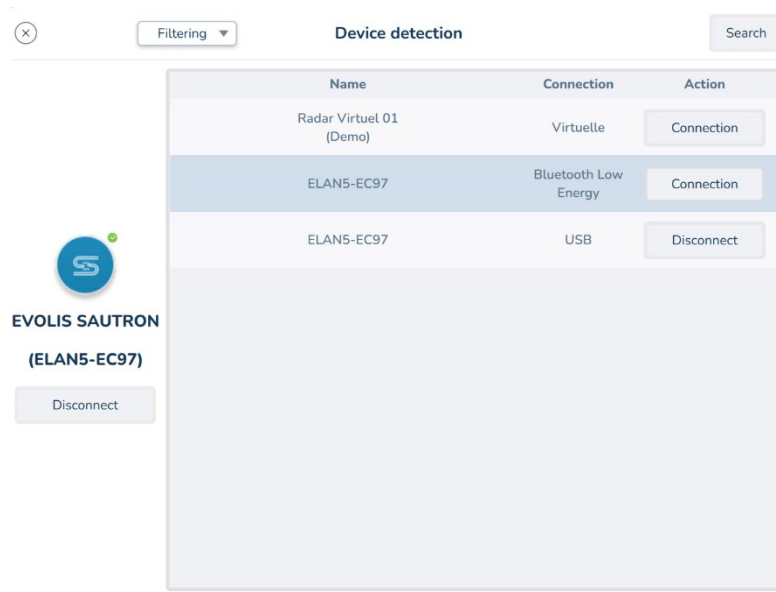 Filtering ▼
Device detection
Search
Name Connection Action
Radar Virtuel 01
(Demo)
Virtuelle
Connection
ELAN5-EC97
Bluetooth Low
Energy
Connection
ELAN5-EC97
USB
Disconnect
EVOLIS SAUTRON
(ELAN5-EC97)
Disconnect